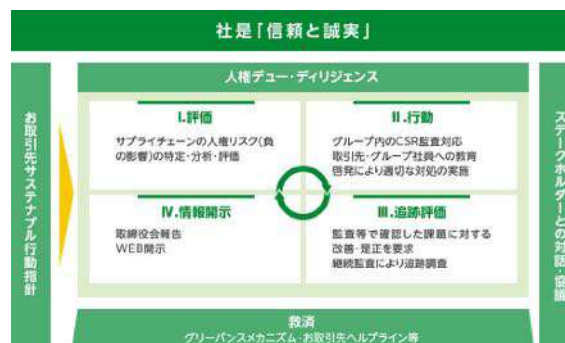 社是「信頼と誠実」
お取引先サステナブル行動指針
人権デュー・ディリジェンス
I.評価
サプライチェーンの人権リスク(負
の影響)の特定・分析・評価
II.行動
グループ内のCSR監査対応
取引先・グループ社員への教育
啓発により適切な対処の実施
IV.情報開示
取締役会報告
WEB開示
III.追跡評価
監査等で確認した課題に対する
改善・是正を要求
継続監査により追跡調査
ステークホルダーとの対話・協議
救済
グリーバンスメカニズム・お取引先ヘルプライン等